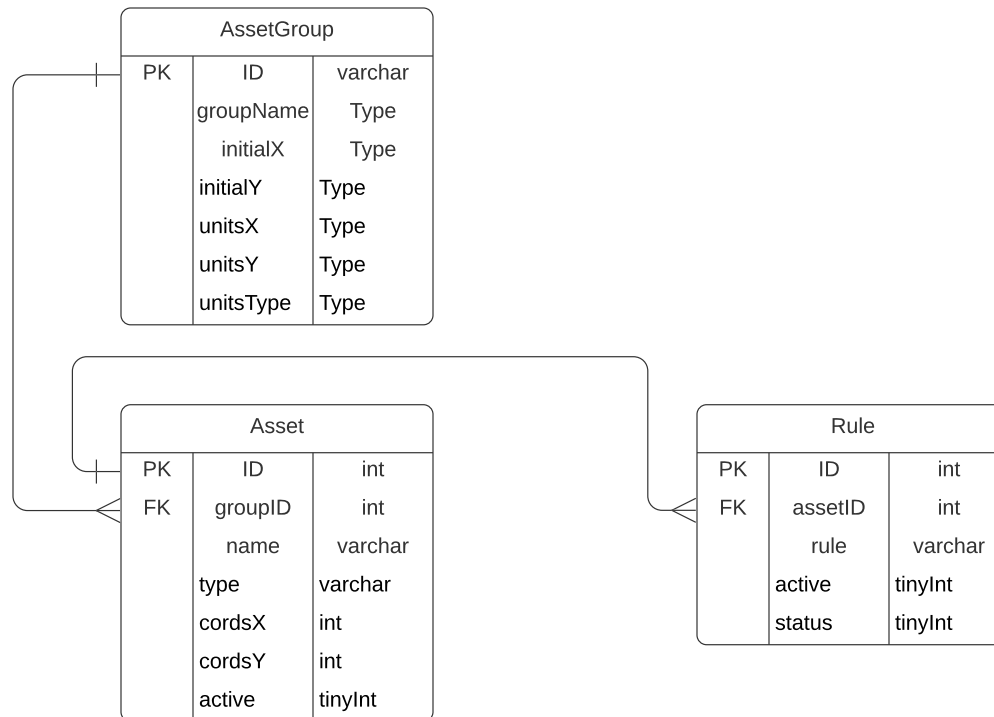 AssetGroup
PK ID varchar
groupName Type
initialX Type
initialY Type
unitsX Type
unitsY Type
unitsType Type
Asset
PK ID int
FK groupID int
name varchar
type varchar
cordsX int
cordsY int
active tinyInt
Rule
PK ID int
FK assetID int
rule varchar
active tinyInt
status tinyInt